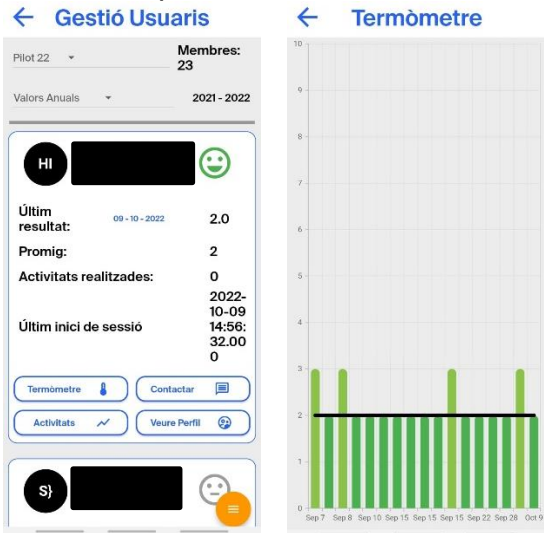 Gestió Usuaris
Pilot 22
Membres:
23
Valors Anuals
2021 - 2022
HI
Últim
resultat:
09 - 10 - 2022
2.0
Promig:
2
Activitats realitzades:
0
Últim inici de sessió
2022-
10-09
14:56:
32.00
0
Termòmetre
Contactar
Activitats
Veure Perfil
S}
Termòmetre
10
9
8
7
6
5
4
3
2
1
0
Sep 7 Sep 8 Sep 10 Sep 15 Sep 15 Sep 15 Sep 15 Sep 22 Sep 28 Oct 9